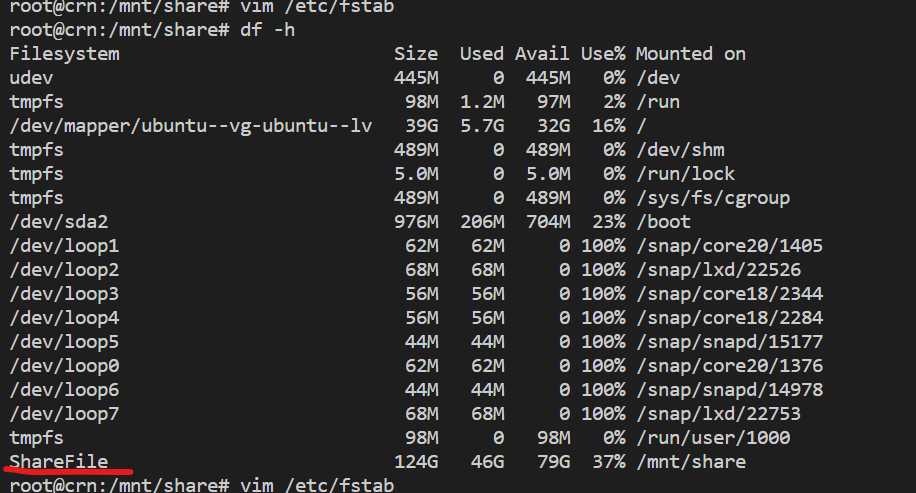 root@crn:/mnt/share# vim /etc/fstab
root@crn:/mnt/share# df -h
Filesystem                         Size  Used Avail Use% Mounted on
udev                               445M     0  445M   0% /dev
tmpfs                               98M  1.2M   97M   2% /run
/dev/mapper/ubuntu--vg-ubuntu--lv   39G  5.7G   32G  16% /
tmpfs                              489M     0  489M   0% /dev/shm
tmpfs                              5.0M     0  5.0M   0% /run/lock
tmpfs                              489M     0  489M   0% /sys/fs/cgroup
/dev/sda2                          976M  206M  704M  23% /boot
/dev/loop1                          62M   62M     0 100% /snap/core20/1405
/dev/loop2                          68M   68M     0 100% /snap/lxd/22526
/dev/loop3                          56M   56M     0 100% /snap/core18/2344
/dev/loop4                          56M   56M     0 100% /snap/core18/2284
/dev/loop5                          44M   44M     0 100% /snap/snapd/15177
/dev/loop0                          62M   62M     0 100% /snap/core20/1376
/dev/loop6                          44M   44M     0 100% /snap/snapd/14978
/dev/loop7                          68M   68M     0 100% /snap/lxd/22753
tmpfs                               98M     0   98M   0% /run/user/1000
ShareFile                          124G   46G   79G  37% /mnt/share
root@crn:/mnt/share# vim /etc/fstab